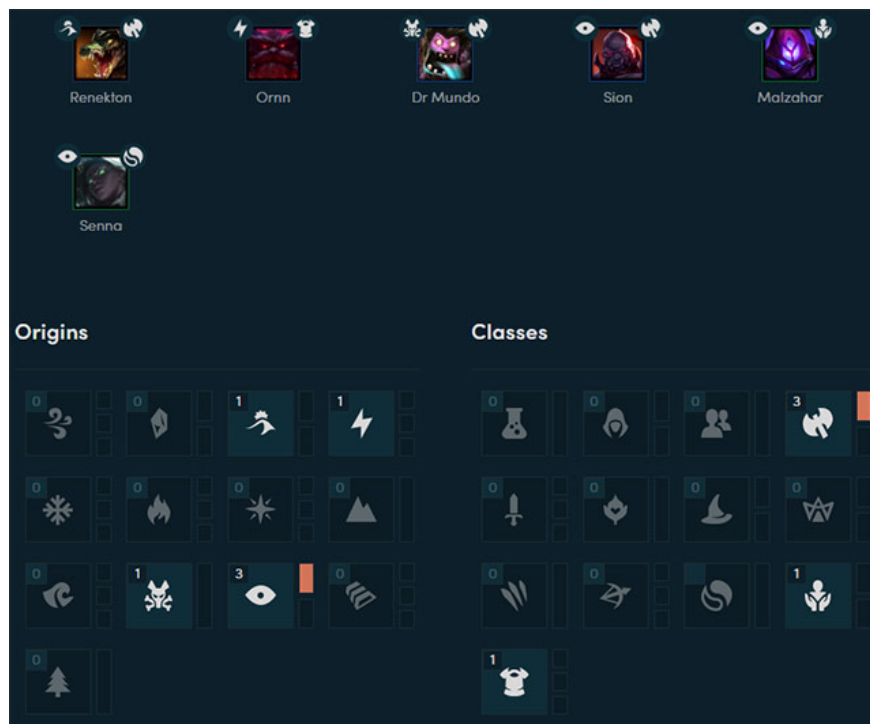 Renekton Ornn Dr Mundo Sion Malzahar
Senna
Origins Classes
0 0 1 1 0 0 0 3
0 0 0 0 0 0 0 0
0 1 3 0 0 0 1
0 1